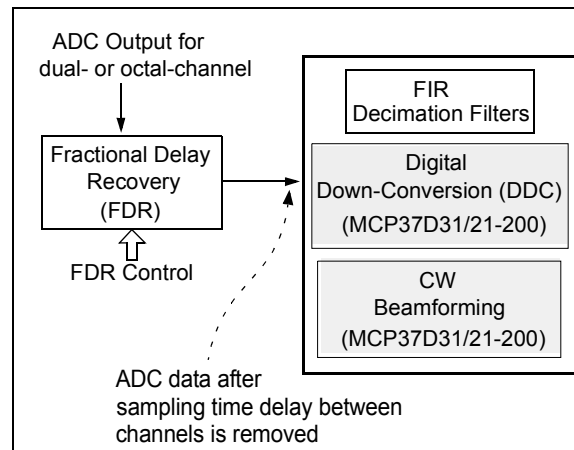 ADC Output for
dual- or octal-channel
Fractional Delay
Recovery
(FDR)
FDR Control
FIR
Decimation Filters
Digital
Down-Conversion (DDC)
(MCP37D31/21-200)
CW
Beamforming
(MCP37D31/21-200)
ADC data after
sampling time delay between
channels is removed